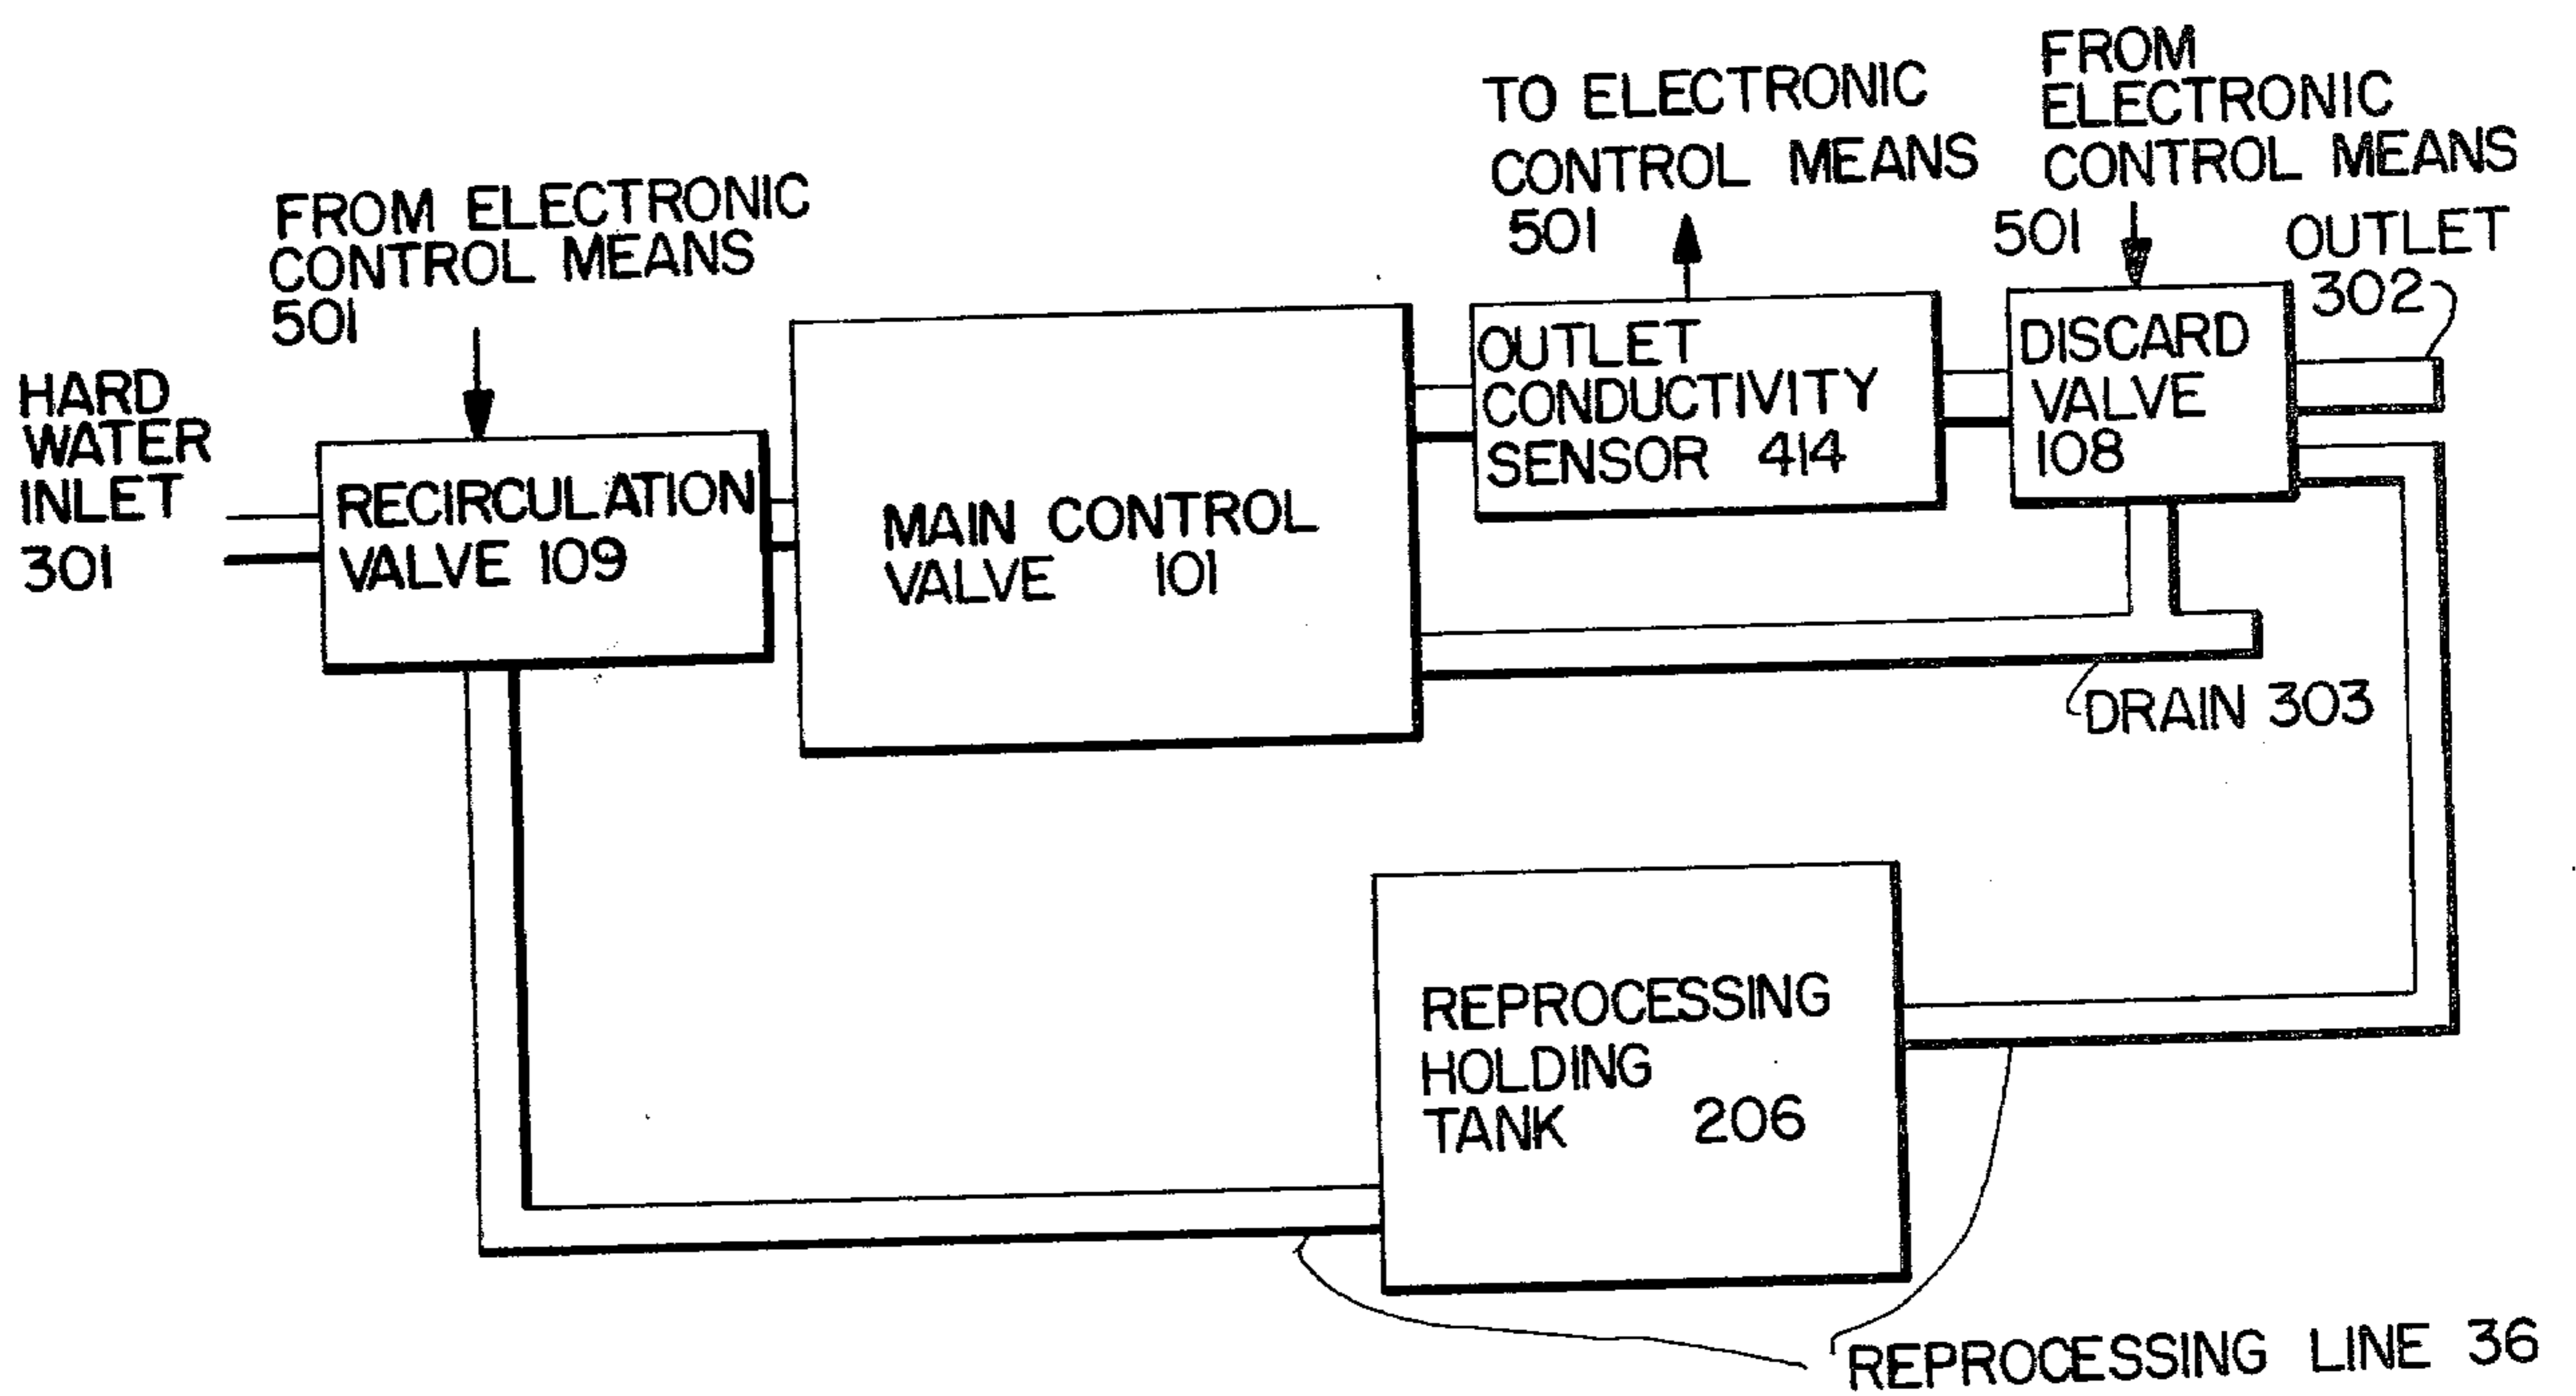 FROM ELECTRONIC
CONTROL MEANS
501
TO ELECTRONIC
CONTROL MEANS
501
FROM
ELECTRONIC
CONTROL MEANS
501
OUTLET
302
HARD
WATER
INLET
301
RECIRCULATION
VALVE 109
MAIN CONTROL
VALVE 101
OUTLET
CONDUCTIVITY
SENSOR 414
DISCARD
VALVE
108
DRAIN 303
REPROCESSING
HOLDING
TANK 206
REPROCESSING LINE 36